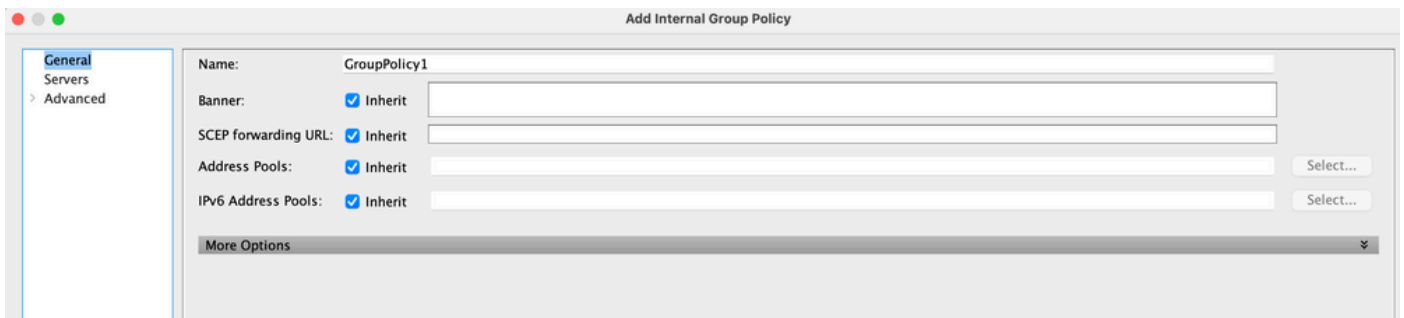 Add Internal Group Policy
General
Servers
Advanced
Name: GroupPolicy1
Banner: Inherit
SCEP forwarding URL: Inherit
Address Pools: Inherit Select...
IPv6 Address Pools: Inherit Select...
More Options